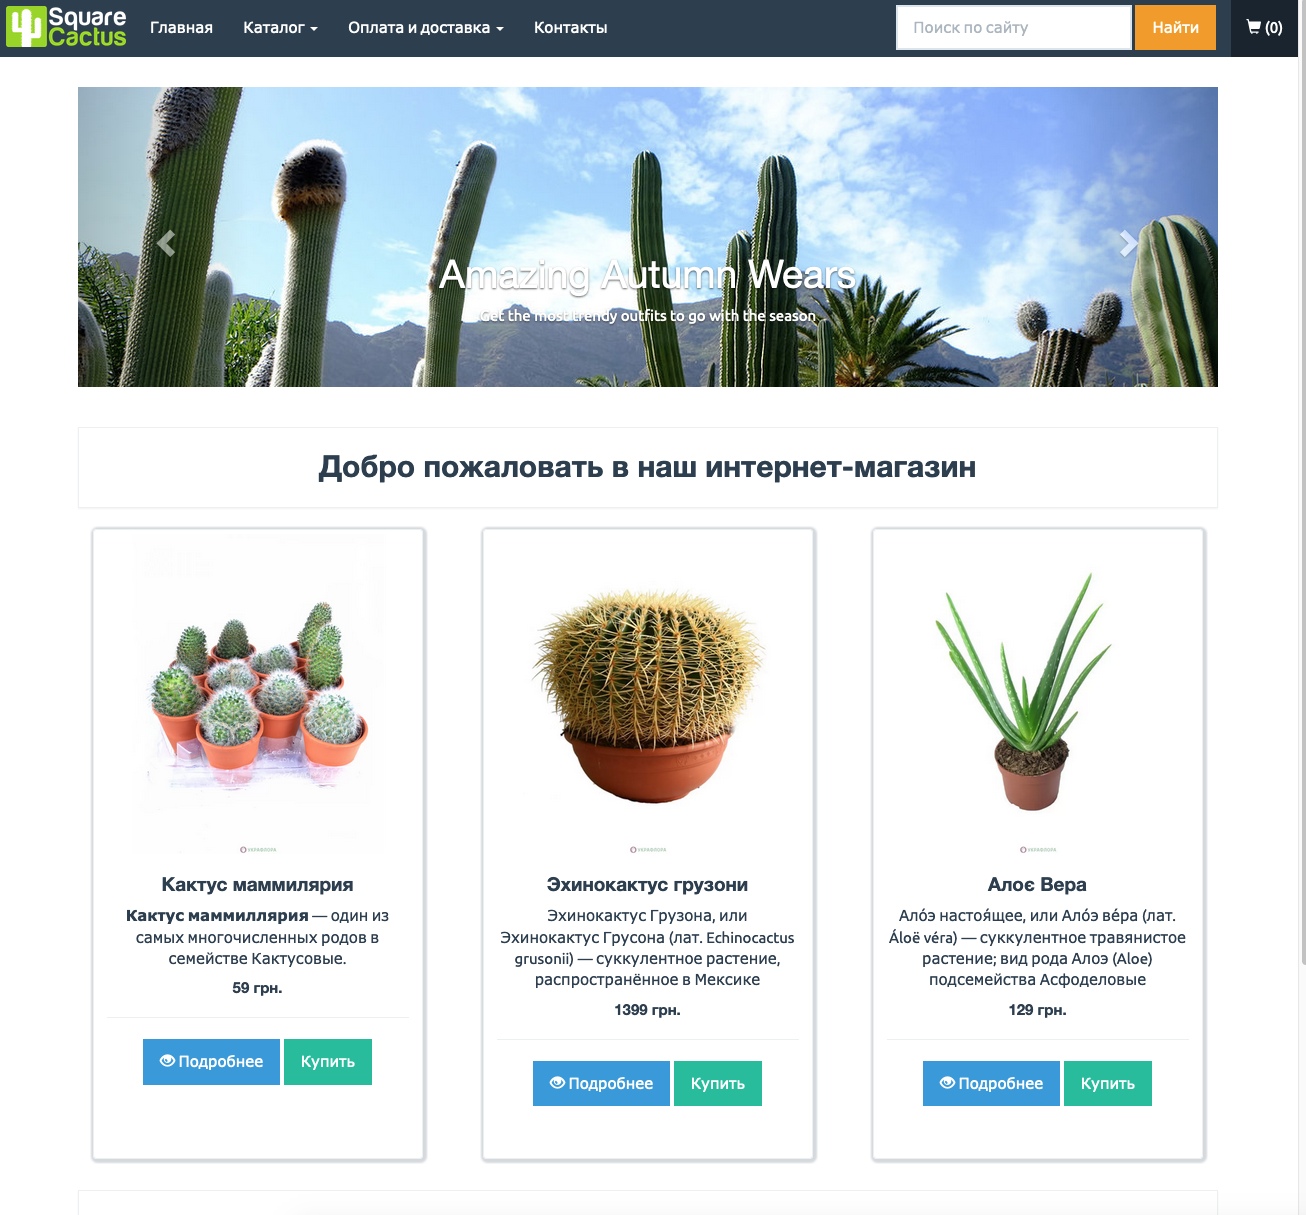 Square
Cactus
Главная
Каталог
Оплата и доставка
Контакты
Поиск по сайту
Найти
(0)
Amazing Autumn Wears
Get the most trendy outfits to go with the season
Добро пожаловать в наш интернет-магазин
УКРАФЛОРА
Кактус маммилярия
Кактус маммиллярия — один из
самых многочисленных родов в
семействе Кактусовые.
59 грн.
Подробнее
Купить
УКРАФЛОРА
Эхинокактус грузони
Эхинокактус Грузона, или
Эхинокактус Грусона (лат. Echinocactus
grusonii) — суккулентное растение,
распространённое в Мексике
1399 грн.
Подробнее
Купить
УКРАФЛОРА
Алоє Вера
Ало́э настоя́щее, или Ало́э ве́ра (лат.
Áloë véra) — суккулентное травянистое
растение; вид рода Алоэ (Aloe)
подсемейства Асфоделовые
129 грн.
Подробнее
Купить